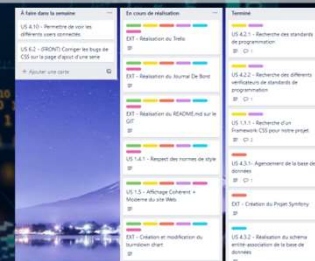 A faire dans la semaine
US 4.10 - Permettre de voir les
différents users connectés
US 6.2 - (FRONT) Corriger les bugs de
CSS sur la page d'ajout d'une serie
+ Ajouter une carte
En cours de réalisation
EXT - Réalisation du Trello
EXT - Réalisation du Journal De Bord
EXT - Réalisation du README.md sur le
GIT
US 1.4.1 - Respect des normes de style
US 1.5 - Affichage Cohérent +
Moderne du site Web.
EXT - Création et modification du
burndown chart
Terminé
US 4.2.1 - Recherche des standards
de programmation
US 4.2.2 - Recherche des différents
vérificateurs de standards de
programmation
US 1.1.1 - Recherche d'un
Framework CSS pour notre projet
US 4.3.1- Agencement de la base de
données
EXT - Création du Projet Symfony
US 4.3.2 - Réalisation du schéma
entité-association de la base de
données